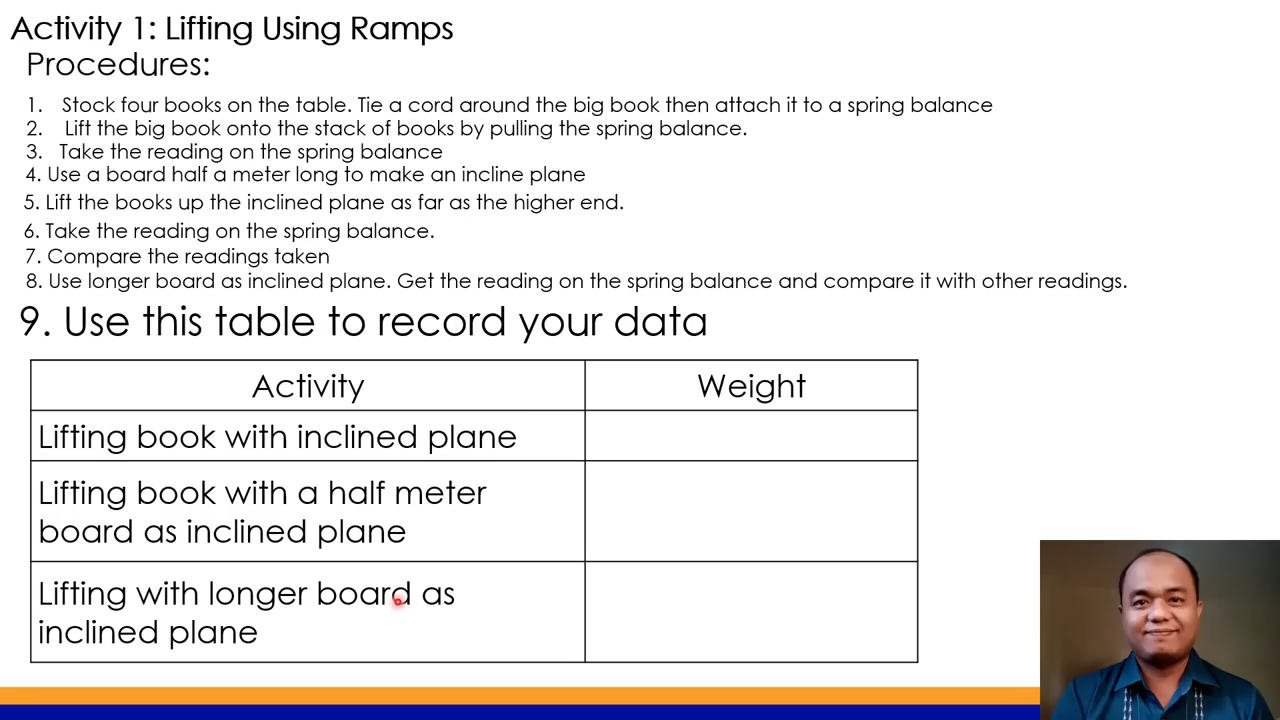 Activity 1: Lifting Using Ramps
Procedures:
1. Stock four books on the table. Tie a cord around the big book then attach it to a spring balance
2. Lift the big book onto the stack of books by pulling the spring balance.
3. Take the reading on the spring balance
4. Use a board half a meter long to make an incline plane
5. Lift the books up the inclined plane as far as the higher end.
6. Take the reading on the spring balance.
7. Compare the readings taken
8. Use longer board as inclined plane. Get the reading on the spring balance and compare it with other readings.
9. Use this table to record your data
Activity
Weight
Lifting book with inclined plane
Lifting book with a half meter
board as inclined plane
Lifting with longer board as
inclined plane